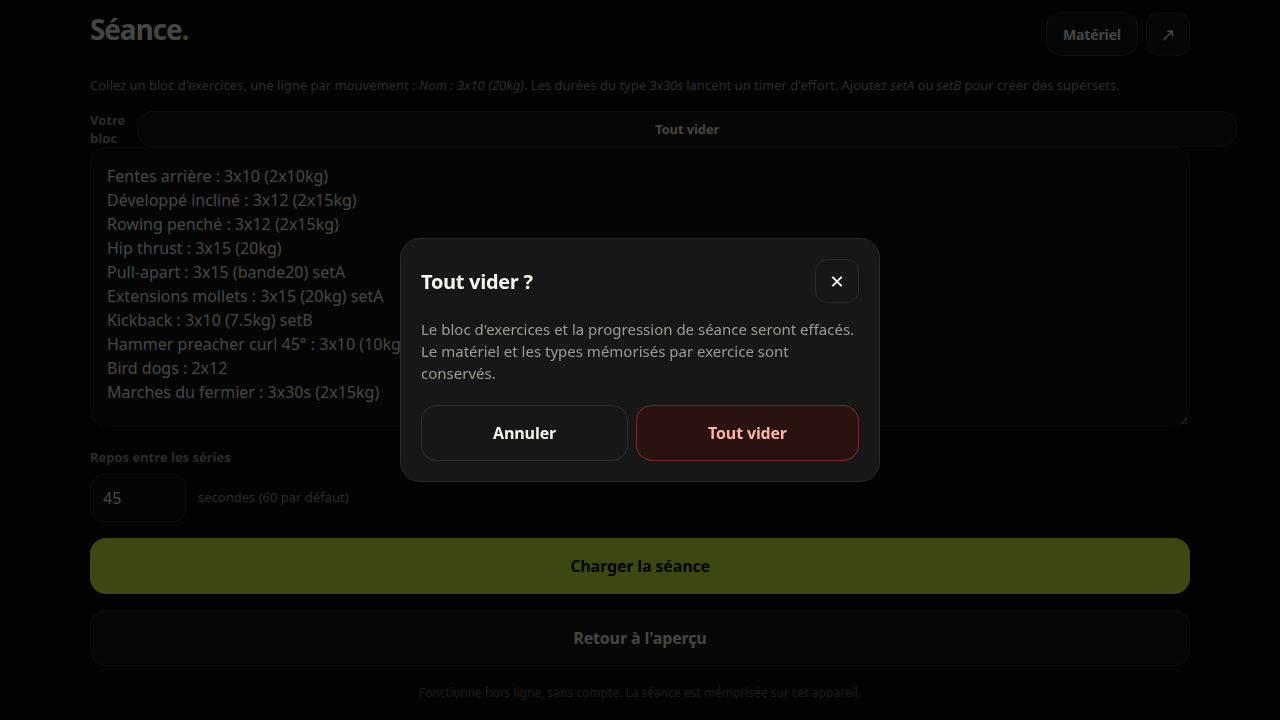 Séance.
Matériel
↗
Collez un bloc d'exercices, une ligne par mouvement : Nom : 3x10 (20kg). Les durées du type 3x30s lancent un timer d'effort. Ajoutez setA ou setB pour créer des supersets.
Votre
bloc
Tout vider
Fentes arrière : 3x10 (2x10kg)
Développé incliné : 3x12 (2x15kg)
Rowing penché : 3x12 (2x15kg)
Hip thrust : 3x15 (20kg)
Pull-apart : 3x15 (bande20) setA
Extensions mollets : 3x15 (20kg) setA
Kickback : 3x10 (7.5kg) setB
Hammer preacher curl 45° : 3x10 (10kg
Bird dogs : 2x12
Marches du fermier : 3x30s (2x15kg)
Tout vider ?
✕
Le bloc d'exercices et la progression de séance seront effacés.
Le matériel et les types mémorisés par exercice sont
conservés.
Annuler
Tout vider
Repos entre les séries
45
secondes (60 par défaut)
Charger la séance
Retour à l'aperçu
Fonctionne hors ligne, sans compte. La séance est mémorisée sur cet appareil.